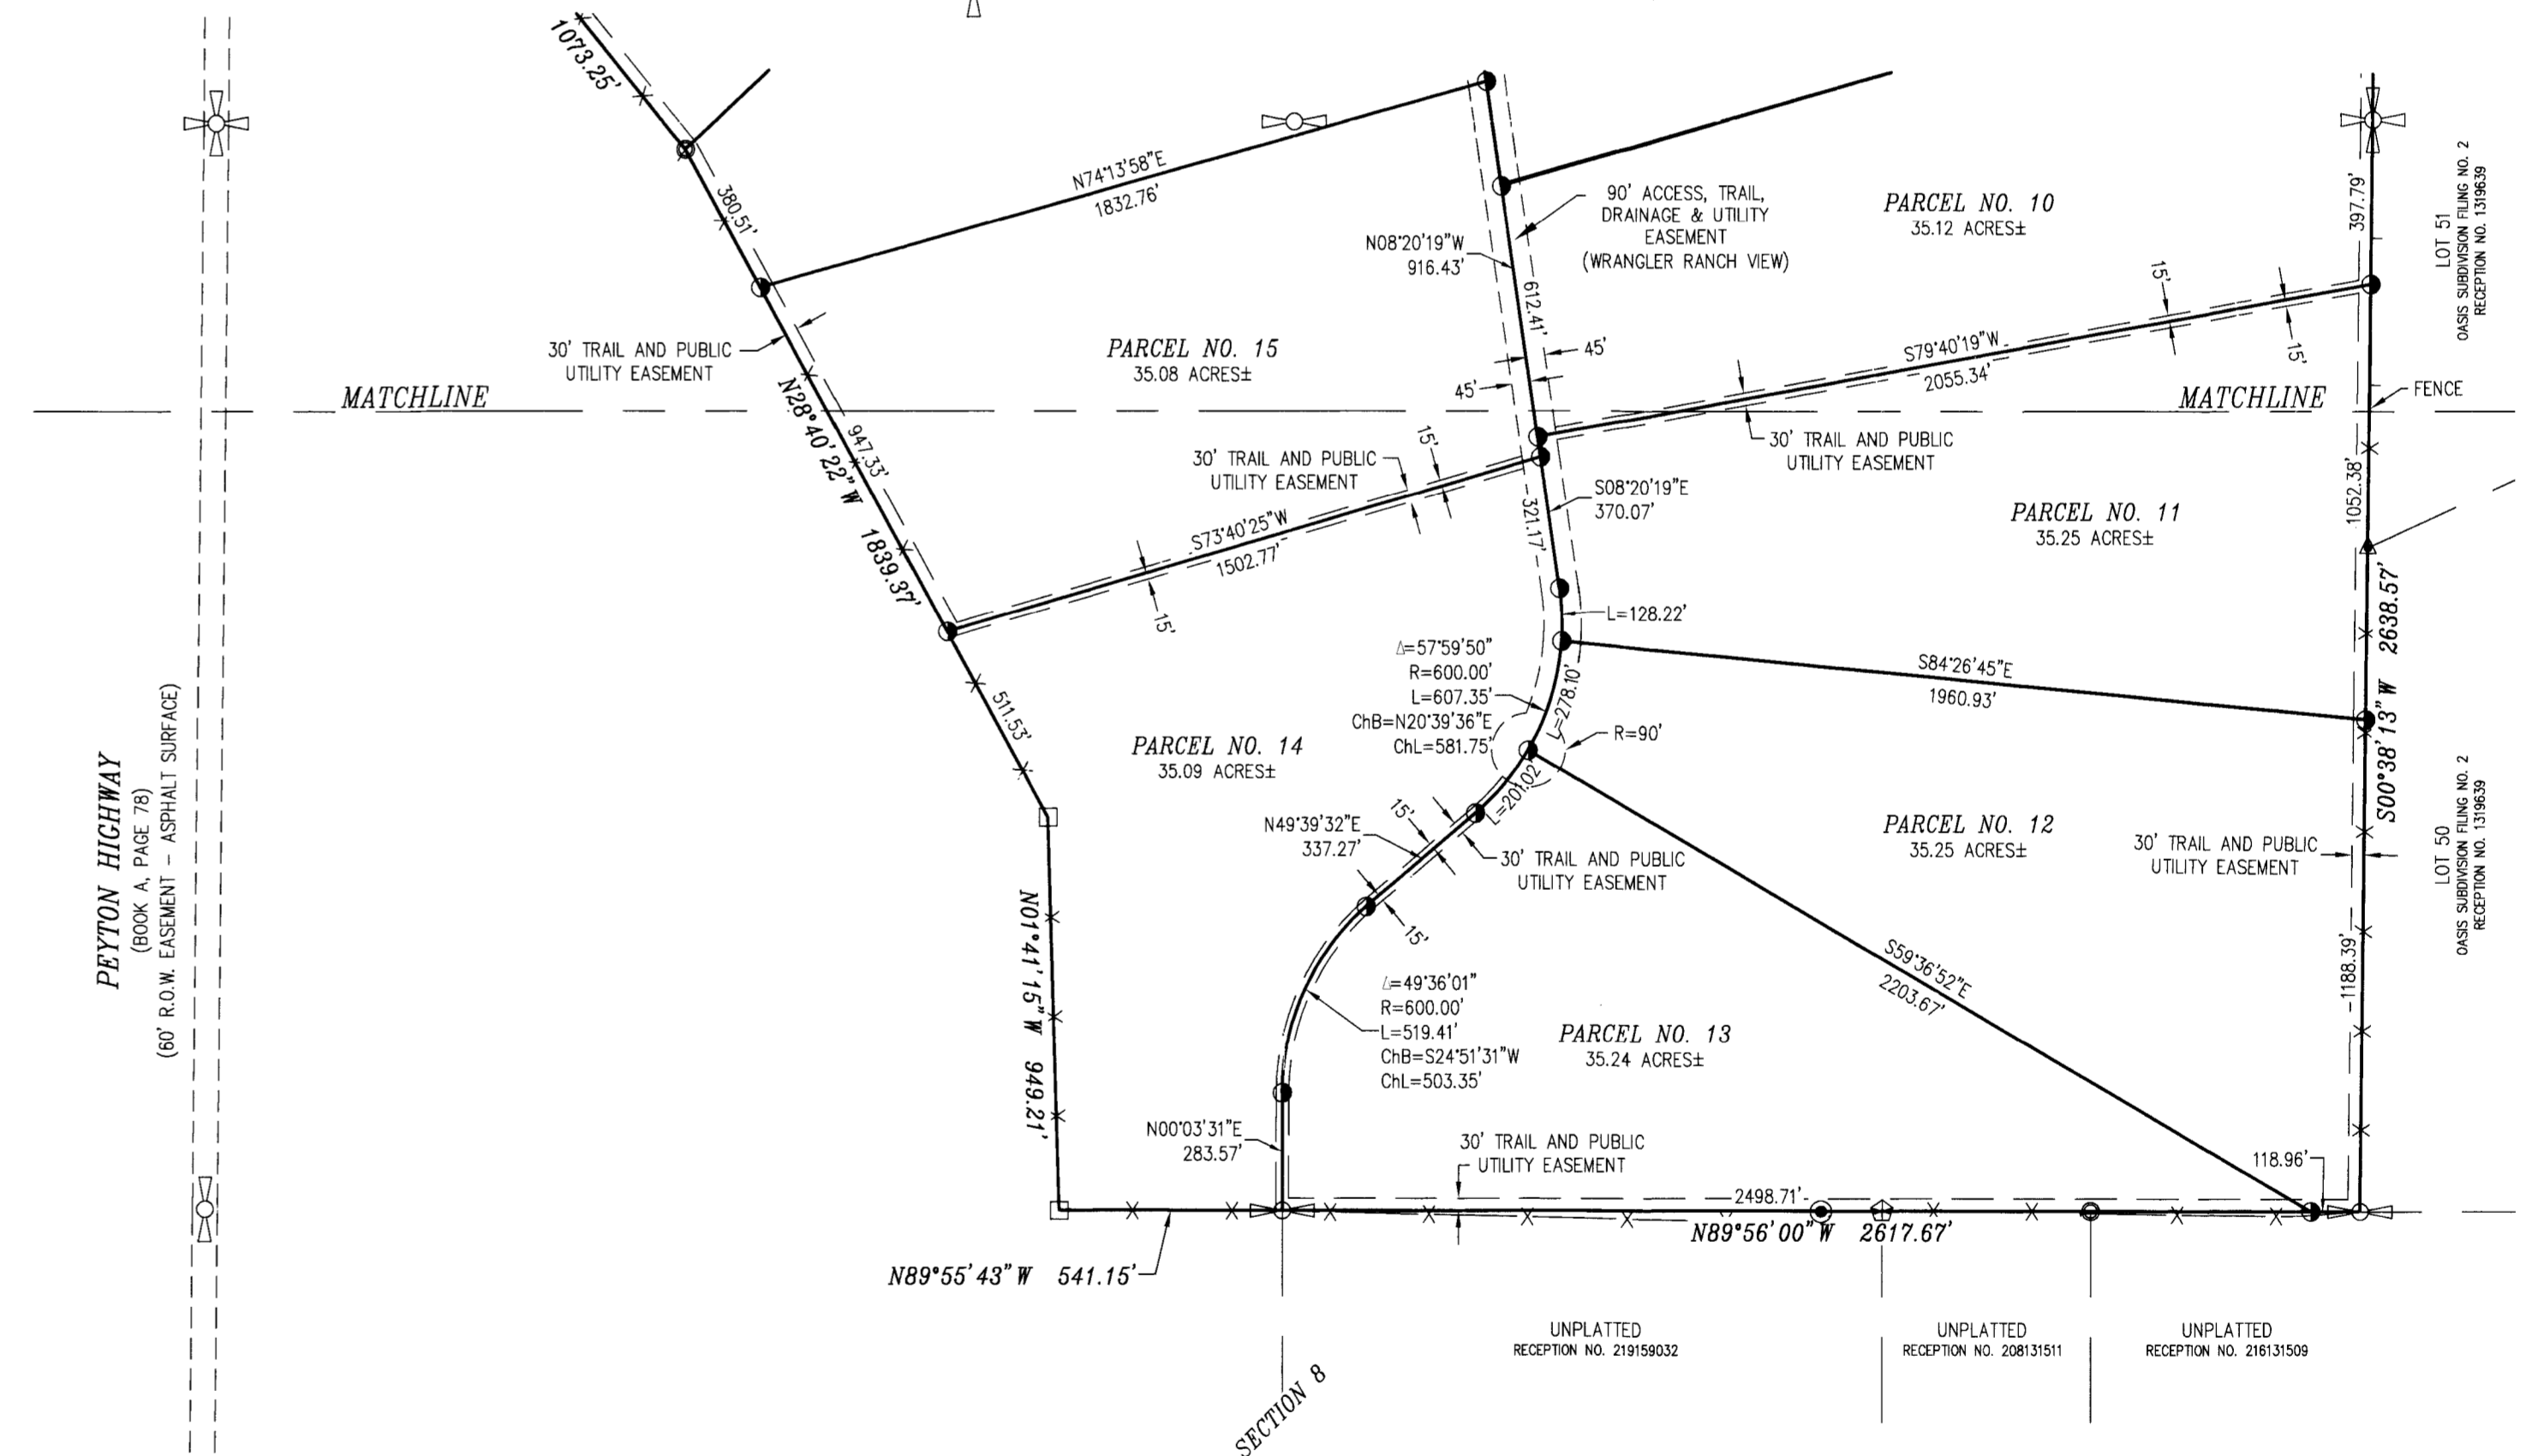 1073.25'
380.51'
N74°13'58"E
1832.76'
90' ACCESS, TRAIL,
DRAINAGE & UTILITY
EASEMENT
(WRANGLER RANCH VIEW)
N08°20'19"W
916.43'
612.41'
PARCEL NO. 10
35.12 ACRES±
397.79'
LOT 51
OASIS SUBDIVISION FILING NO. 2
RECEPTION NO. 1319639
15'
15'
30' TRAIL AND PUBLIC
UTILITY EASEMENT
PARCEL NO. 15
35.08 ACRES±
45'
45'
S79°40'19"W
2055.34'
FENCE
MATCHLINE
MATCHLINE
N28°40'22"W 1839.37'
947.33'
30' TRAIL AND PUBLIC
UTILITY EASEMENT
15'
30' TRAIL AND PUBLIC
UTILITY EASEMENT
S73°40'25"W
1502.77'
15'
321.17'
S08°20'19"E
370.07'
PARCEL NO. 11
35.25 ACRES±
1052.38'
S00°38'13"W 2638.57'
L=128.22'
Δ=57°59'50"
R=600.00'
L=607.35'
ChB=N20°39'36"E
ChL=581.75'
L=278.10'
R=90'
S84°26'45"E
1960.93'
511.53'
PARCEL NO. 14
35.09 ACRES±
L=201.02'
15'
N49°39'32"E
337.27'
30' TRAIL AND PUBLIC
UTILITY EASEMENT
15'
PARCEL NO. 12
35.25 ACRES±
30' TRAIL AND PUBLIC
UTILITY EASEMENT
LOT 50
OASIS SUBDIVISION FILING NO. 2
RECEPTION NO. 1319639
PEYTON HIGHWAY
(BOOK A, PAGE 78)
(60' R.O.W. EASEMENT - ASPHALT SURFACE)
N01°41'15"W 949.21'
S59°36'52"E
2203.67'
1188.39'
Δ=49°36'01"
R=600.00'
L=519.41'
ChB=S24°51'31"W
ChL=503.35'
PARCEL NO. 13
35.24 ACRES±
N00°03'31"E
283.57'
30' TRAIL AND PUBLIC
UTILITY EASEMENT
118.96'
2498.71'
N89°56'00"W 2617.67'
N89°55'43"W 541.15'
UNPLATTED
RECEPTION NO. 219159032
UNPLATTED
RECEPTION NO. 208131511
UNPLATTED
RECEPTION NO. 216131509
SECTION 8